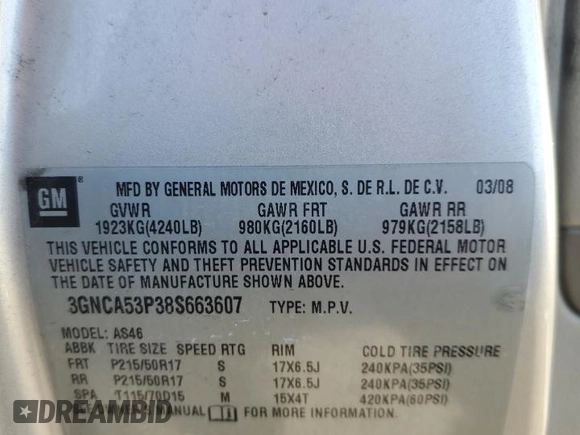 GM ®
MFD BY GENERAL MOTORS DE MEXICO, S. DE R.L. DE C.V. 03/08
GVWR GAWR FRT GAWR RR
1923KG(4240LB) 980KG(2160LB) 979KG(2158LB)
THIS VEHICLE CONFORMS TO ALL APPLICABLE U.S. FEDERAL MOTOR
VEHICLE SAFETY AND THEFT PREVENTION STANDARDS IN EFFECT ON
THE DATE OF MANUFACTURE SHOWN ABOVE.
3GNCA53P38S663607 TYPE: M.P.V.
MODEL: AS46
ABBK TIRE SIZE SPEED RTG RIM COLD TIRE PRESSURE
FRT P215/50R17 S 17X6.5J 240KPA(35PSI)
RR P215/50R17 S 17X6.5J 240KPA(35PSI)
SPA T115/70D15 M 15X4T 420KPA(60PSI)
OWNER'S MANUAL FOR MORE INFORMATION.
DREAMBID